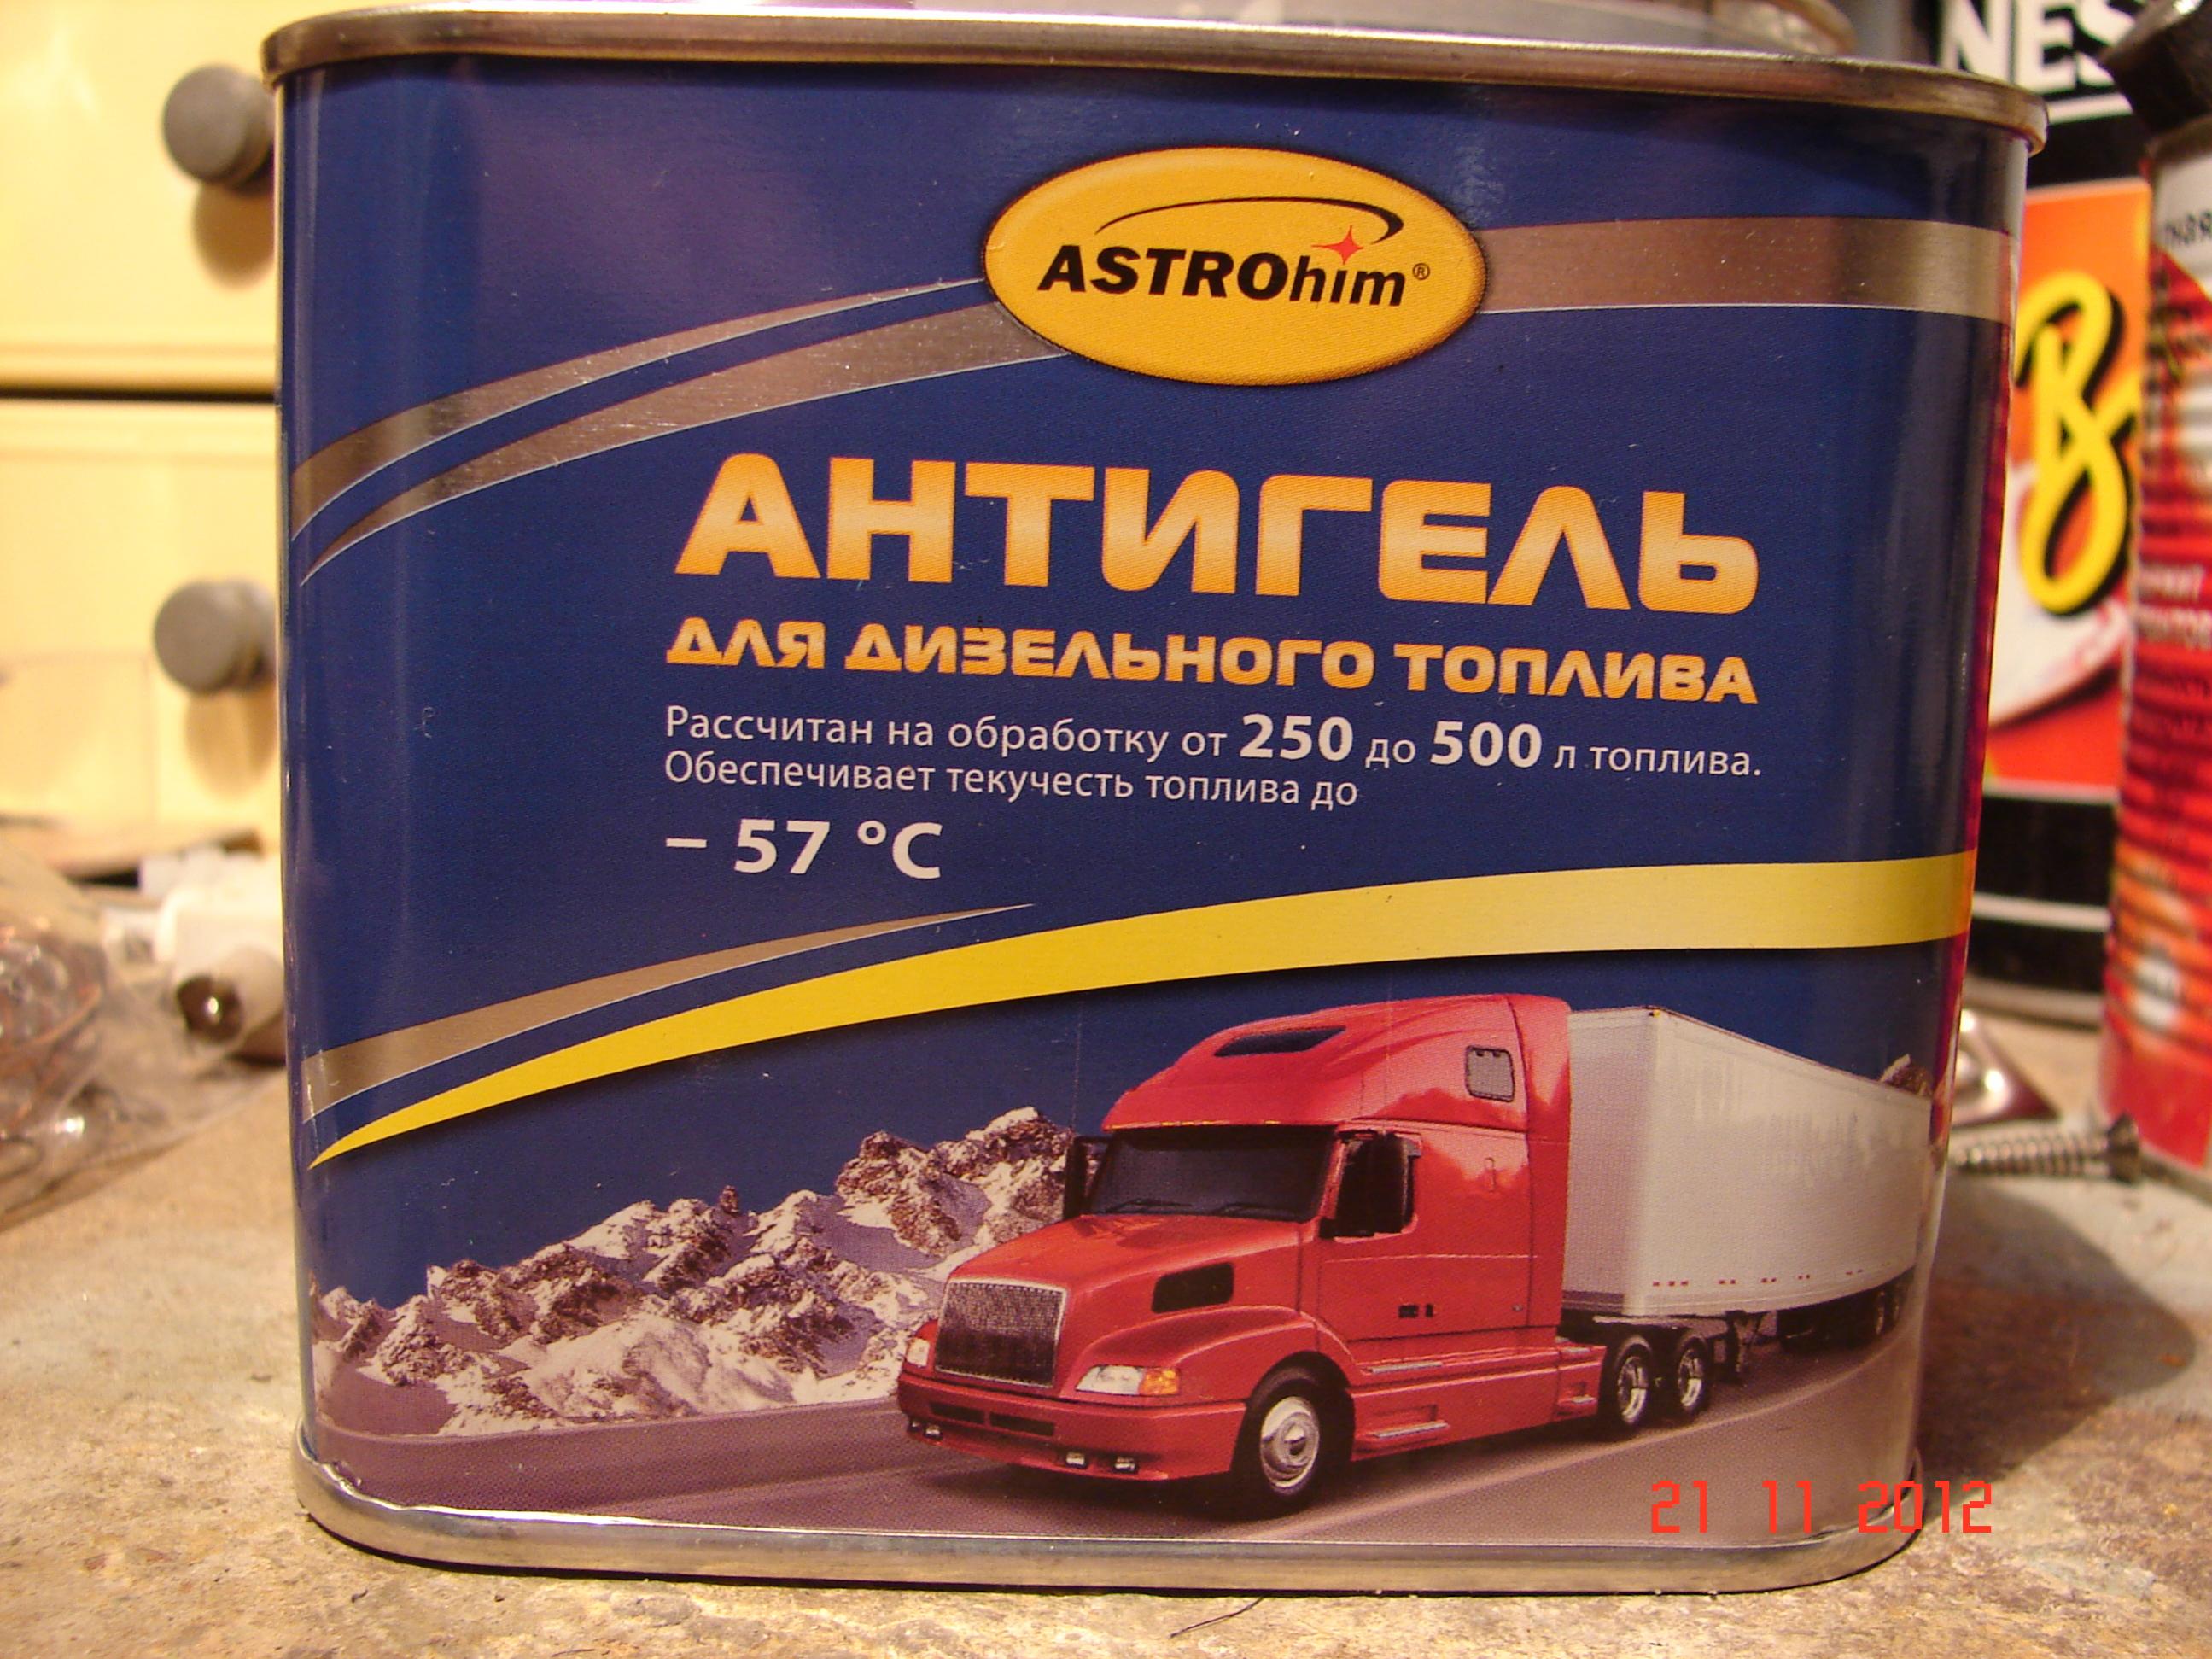 NES
ASTROhim®
АНТИГЕЛЬ
ДЛЯ ДИЗЕЛЬНОГО ТОПЛИВА
Рассчитан на обработку от 250 до 500 л топлива.
Обеспечивает текучесть топлива до
– 57 °C
21 11 2012